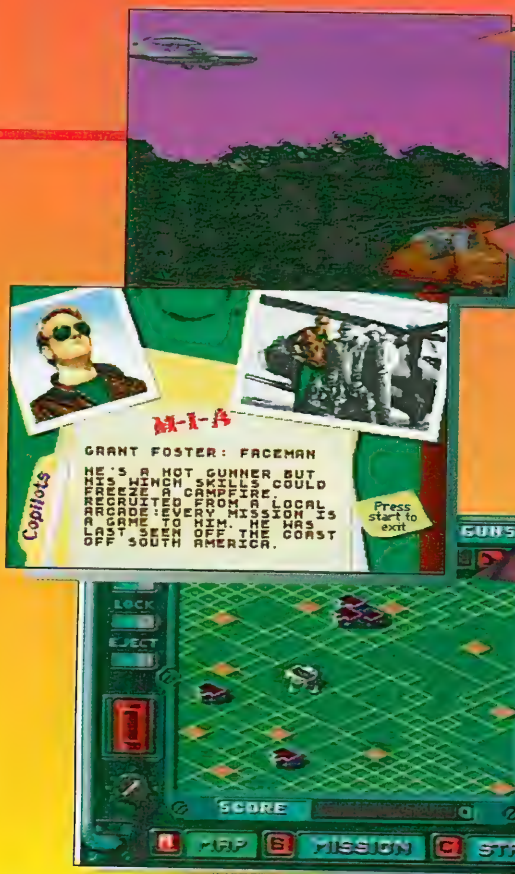 M-I-A
GRANT FOSTER: FACEMAN
HE'S A HOT GUNNER BUT
HIS WINCH SKILLS COULD
FREEZE A CAMPFIRE.
RECRUITED FROM A LOCAL
ARCADE:EVERY MISSION IS
A GAME TO HIM. HE WAS
LAST SEEN OFF THE COAST
OFF SOUTH AMERICA.
Copilots
Press
start to
exit
GUNS
LOCK
EJECT
SCORE
MAP B MISSION C